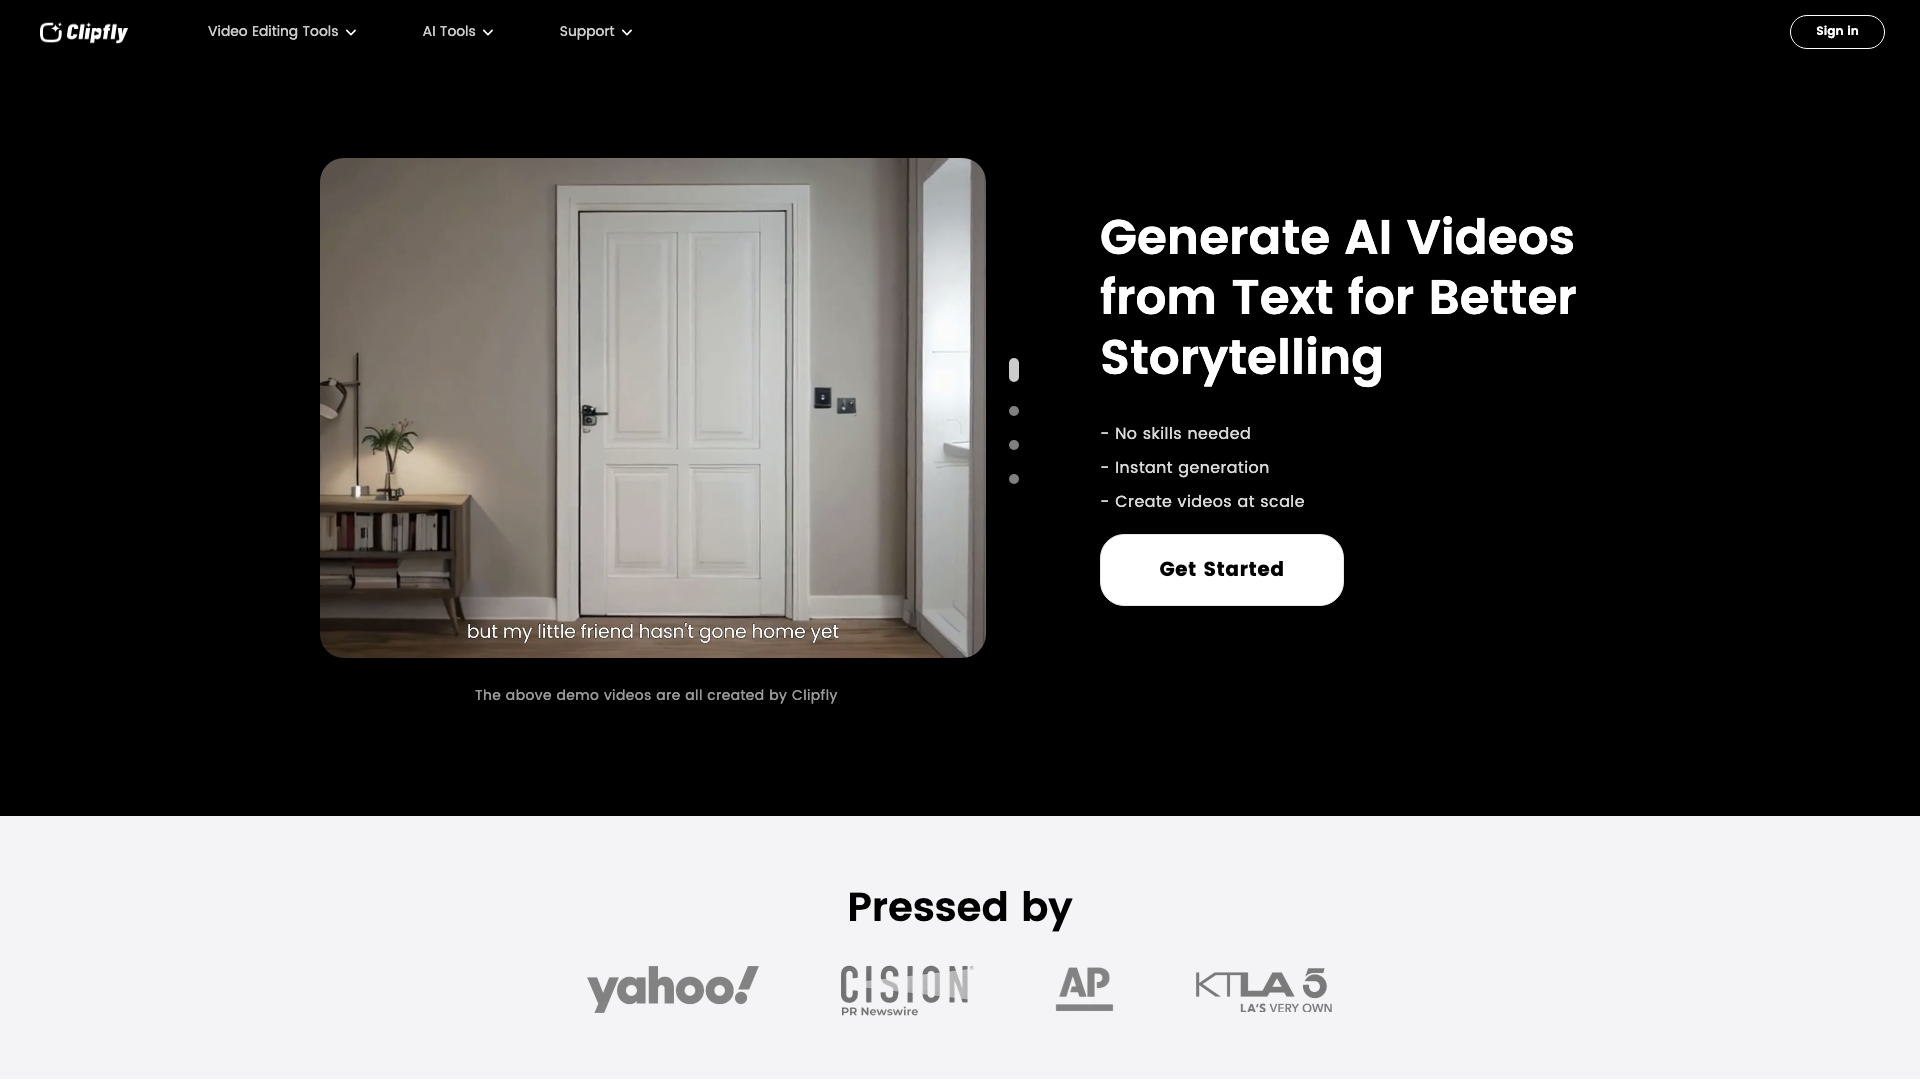 Clipfly
Video Editing Tools
AI Tools
Support
Sign in
but my little friend hasn't gone home yet
The above demo videos are all created by Clipfly
Generate AI Videos
from Text for Better
Storytelling
- No skills needed
- Instant generation
- Create videos at scale
Get Started
Pressed by
yahoo!
CISION
PR Newswire
AP
KTLA 5
LA'S VERY OWN